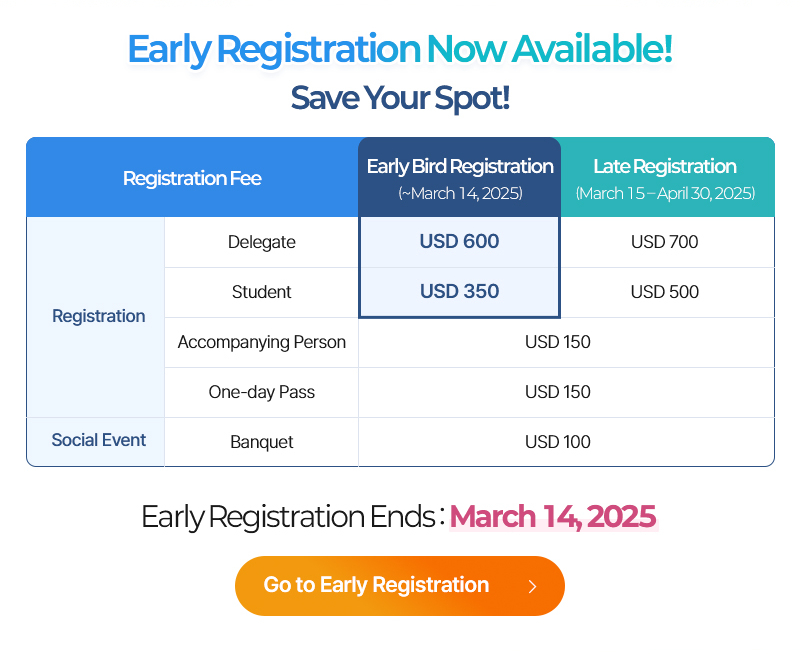 Early Registration Now Available!
Save Your Spot!
Registration Fee
Early Bird Registration
(~March 14, 2025)
Late Registration
(March 15 – April 30, 2025)
Registration
Delegate
USD 600
USD 700
Student
USD 350
USD 500
Accompanying Person
USD 150
One-day Pass
USD 150
Social Event
Banquet
USD 100
Early Registration Ends : March 14, 2025
Go to Early Registration >